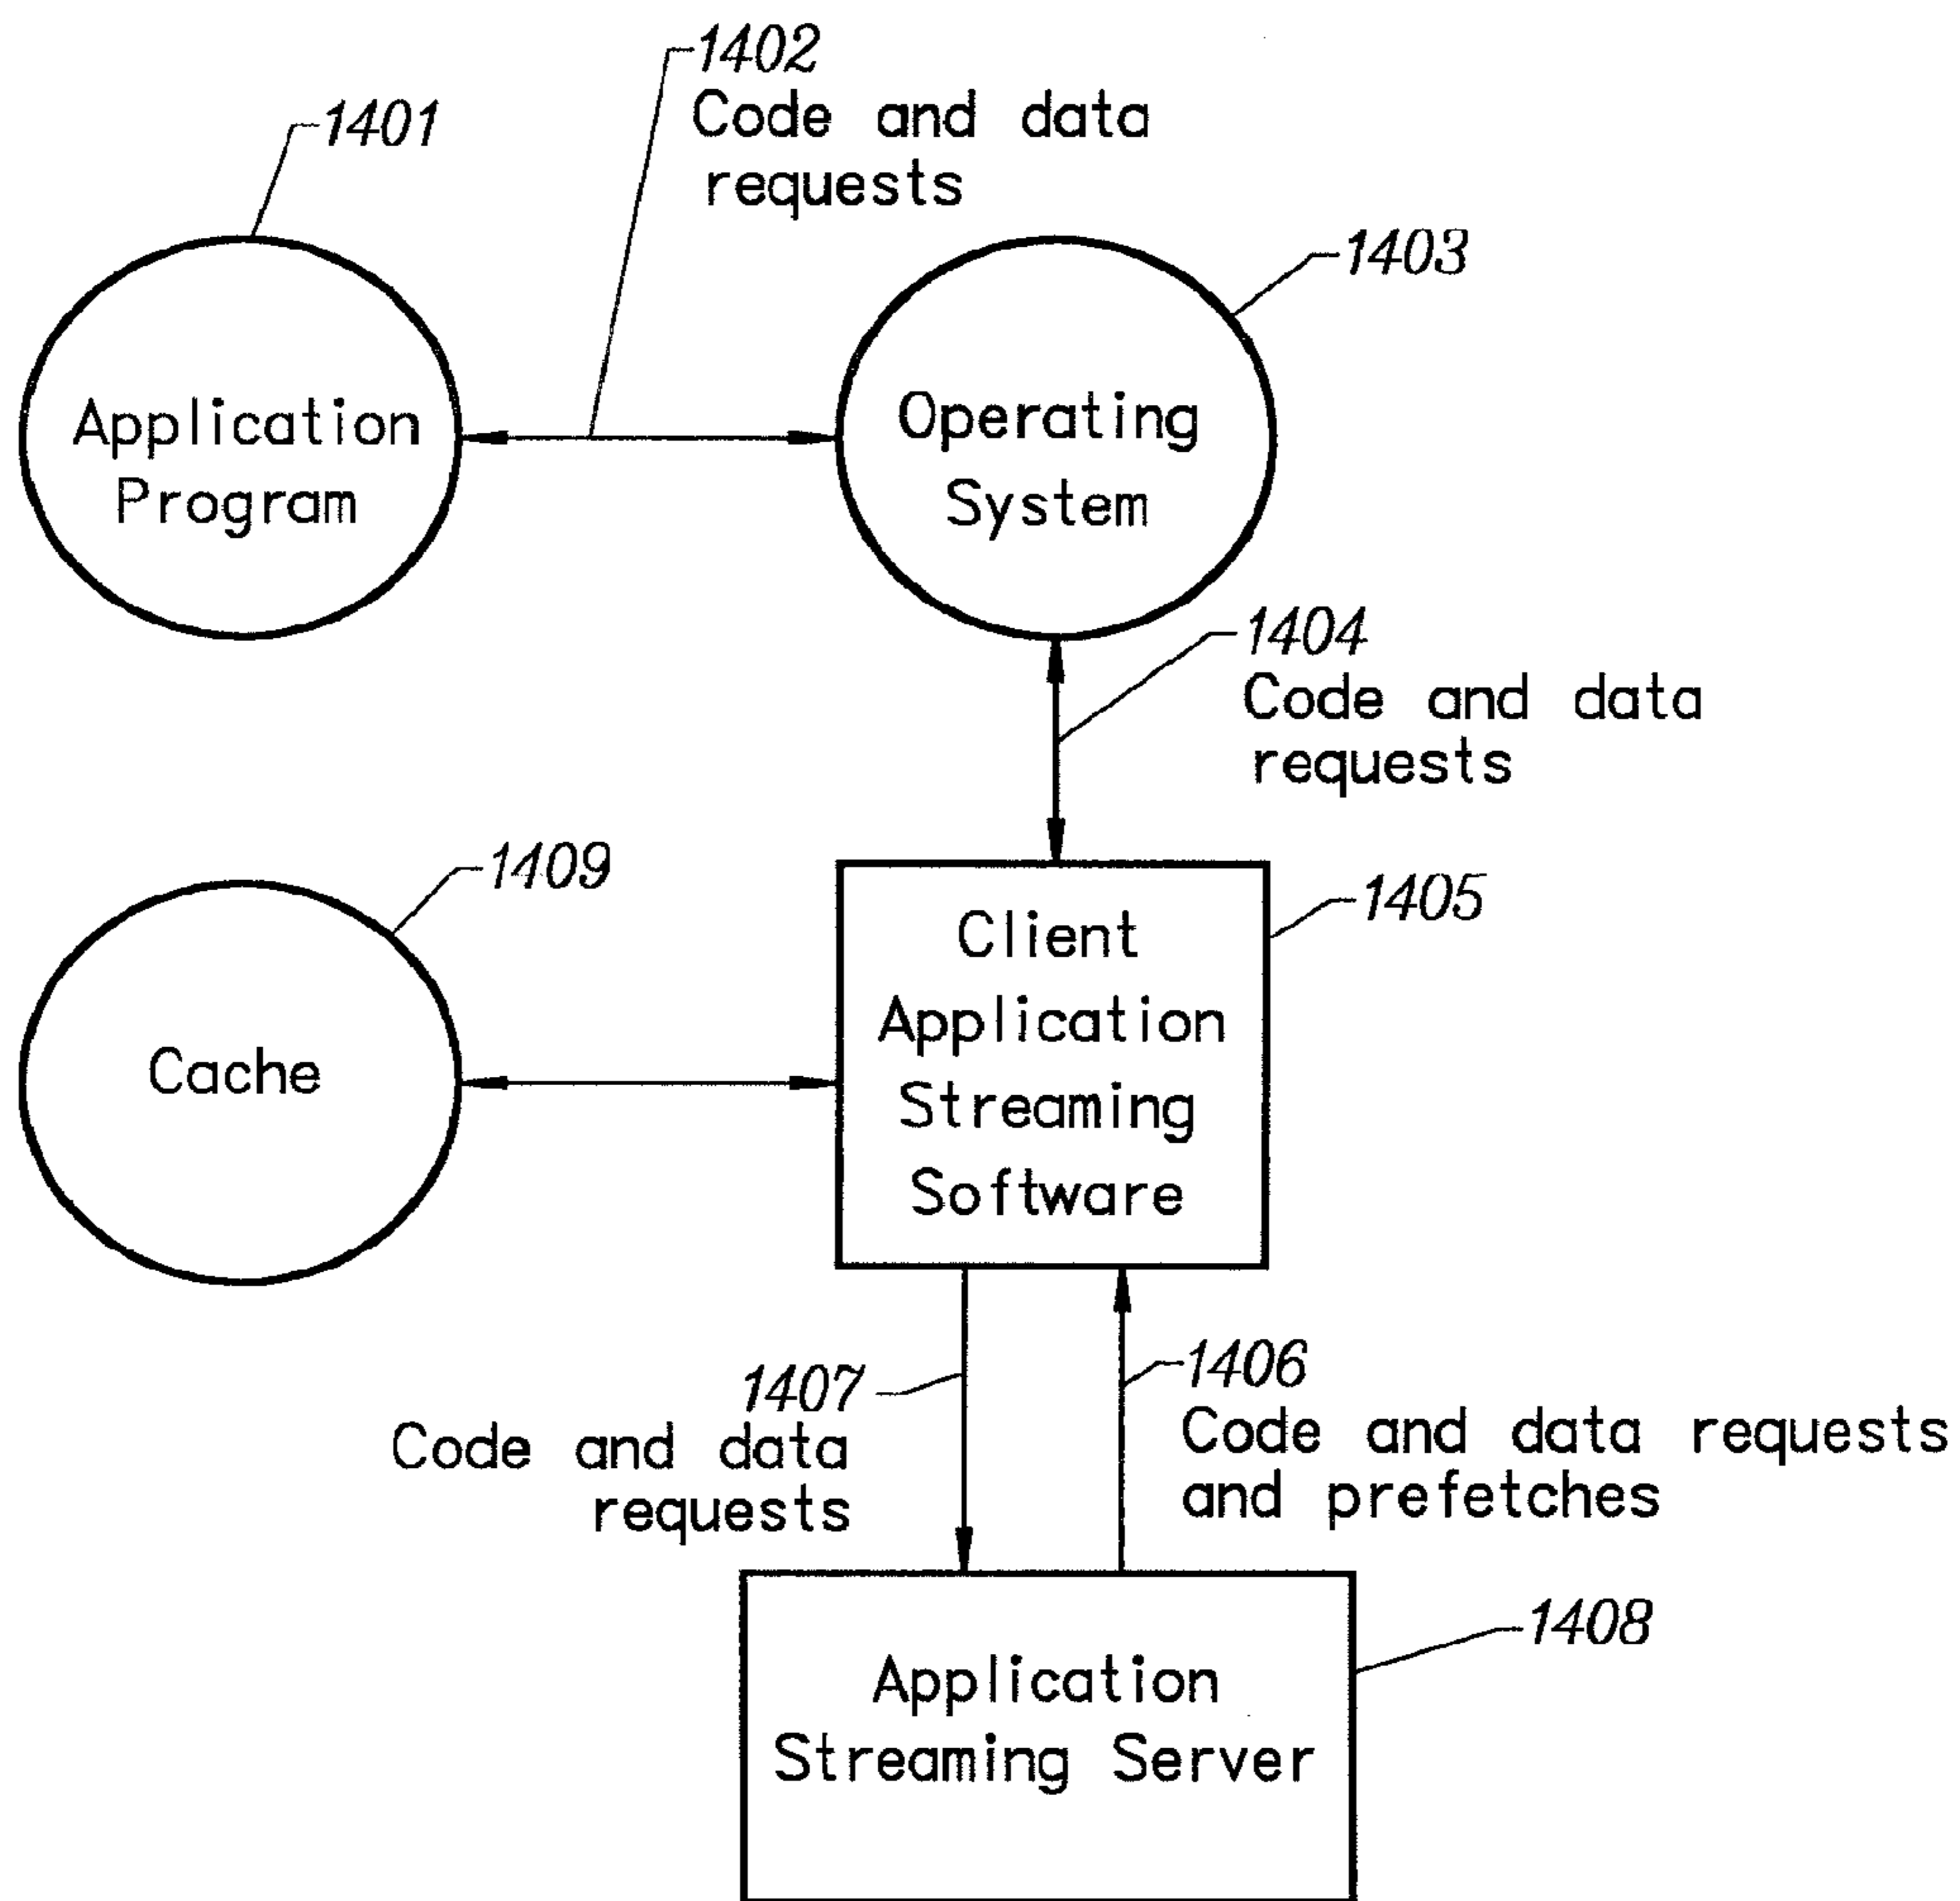 1402
Code and data
requests
1401
1403
Application
Program
Operating
System
1404
Code and data
requests
1409
1405
Cache
Client
Application
Streaming
Software
1407
Code and data
requests
1406
Code and data requests
and prefetches
1408
Application
Streaming Server